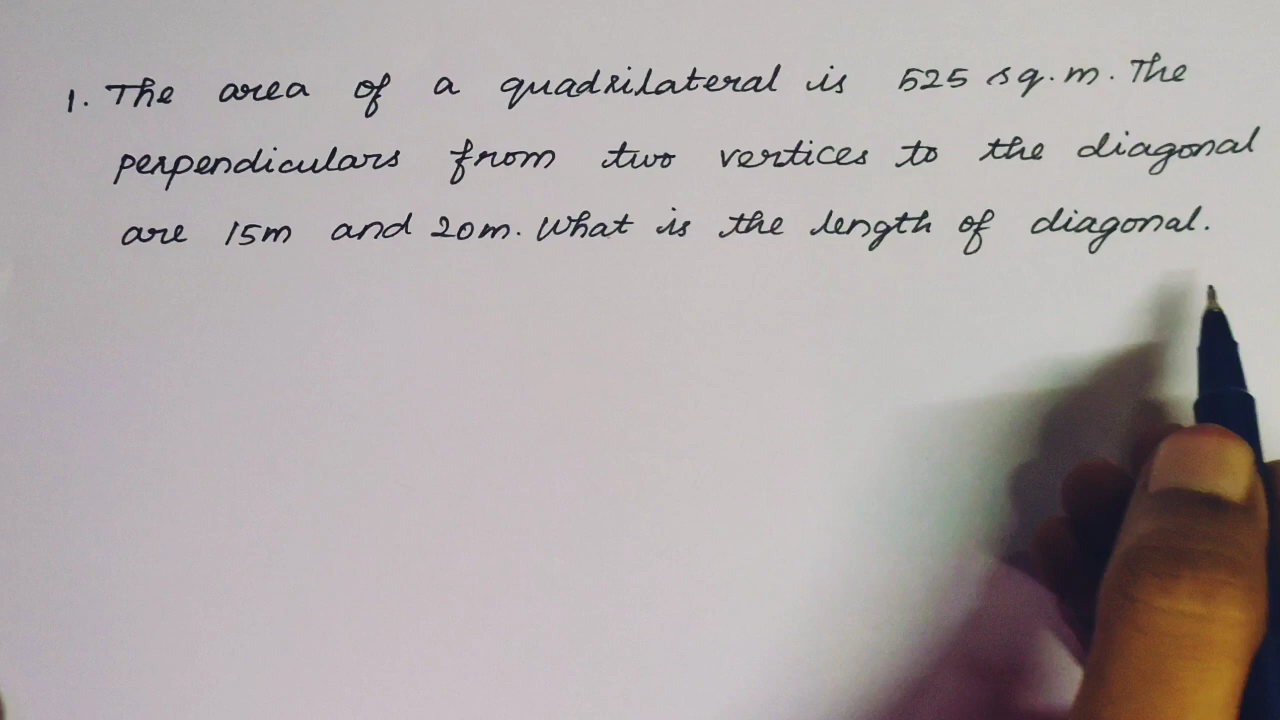 1. The area of a quadrilateral is 525 sq.m. The
perpendiculars from two vertices to the diagonal
are 15m and 20m. What is the length of diagonal.